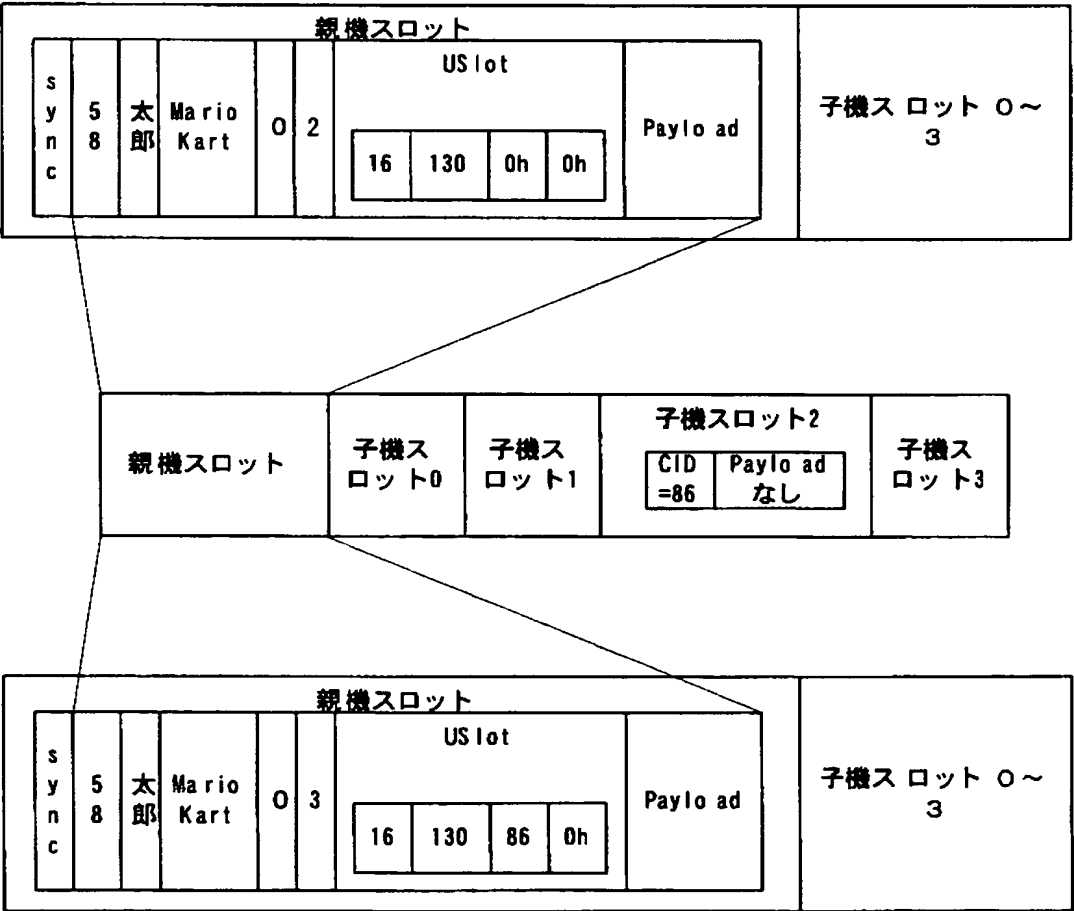 親機スロット
sync
58
太郎
Mario Kart
0
2
USlot
16
130
0h
0h
Payload
子機スロット 0～3
親機スロット
子機スロット0
子機スロット1
子機スロット2
CID =86
Payload なし
子機スロット3
親機スロット
sync
58
太郎
Mario Kart
0
3
USlot
16
130
86
0h
Payload
子機スロット 0～3